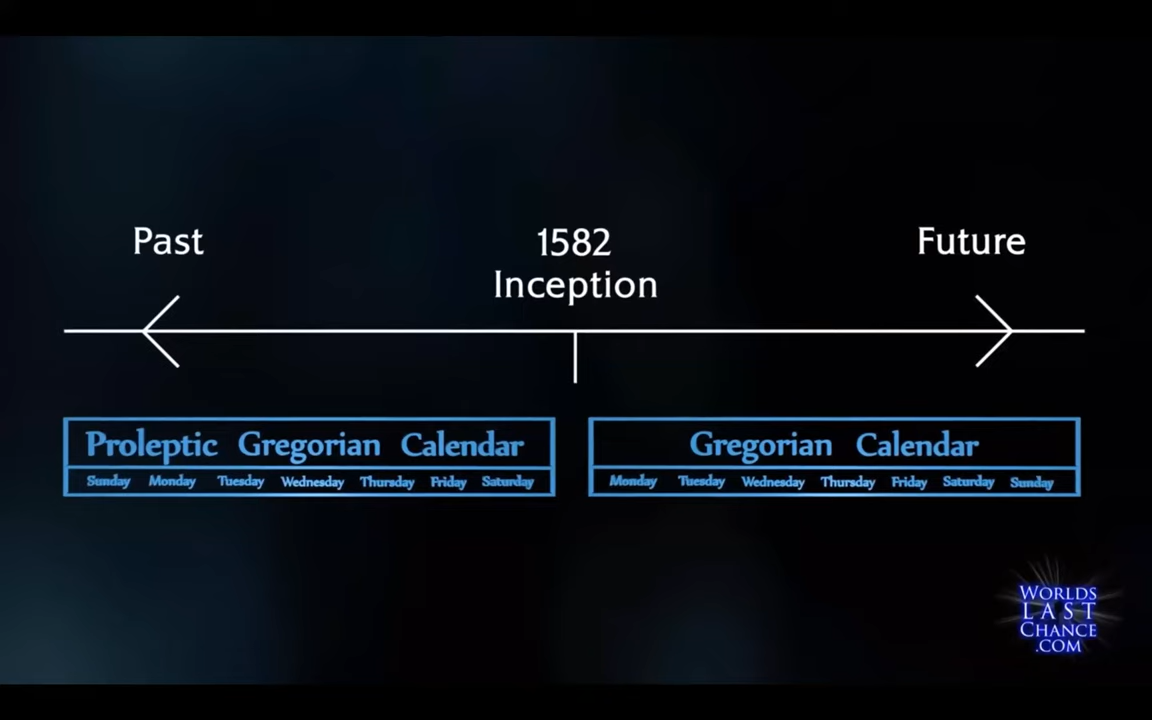 Past
1582
Inception
Future
Proleptic Gregorian Calendar
Sunday Monday Tuesday Wednesday Thursday Friday Saturday
Gregorian Calendar
Monday Tuesday Wednesday Thursday Friday Saturday Sunday
WORLDS
LAST
CHANCE
.COM